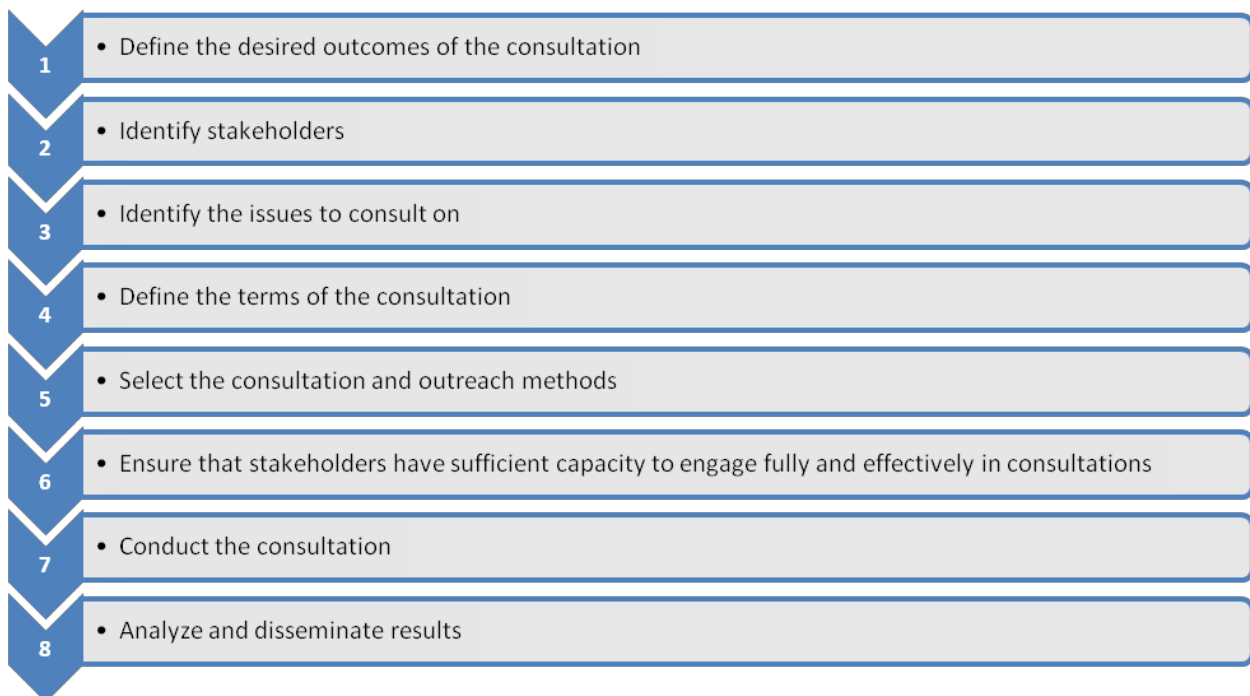 1
• Define the desired outcomes of the consultation
2
• Identify stakeholders
3
• Identify the issues to consult on
4
• Define the terms of the consultation
5
• Select the consultation and outreach methods
6
• Ensure that stakeholders have sufficient capacity to engage fully and effectively in consultations
7
• Conduct the consultation
8
• Analyze and disseminate results